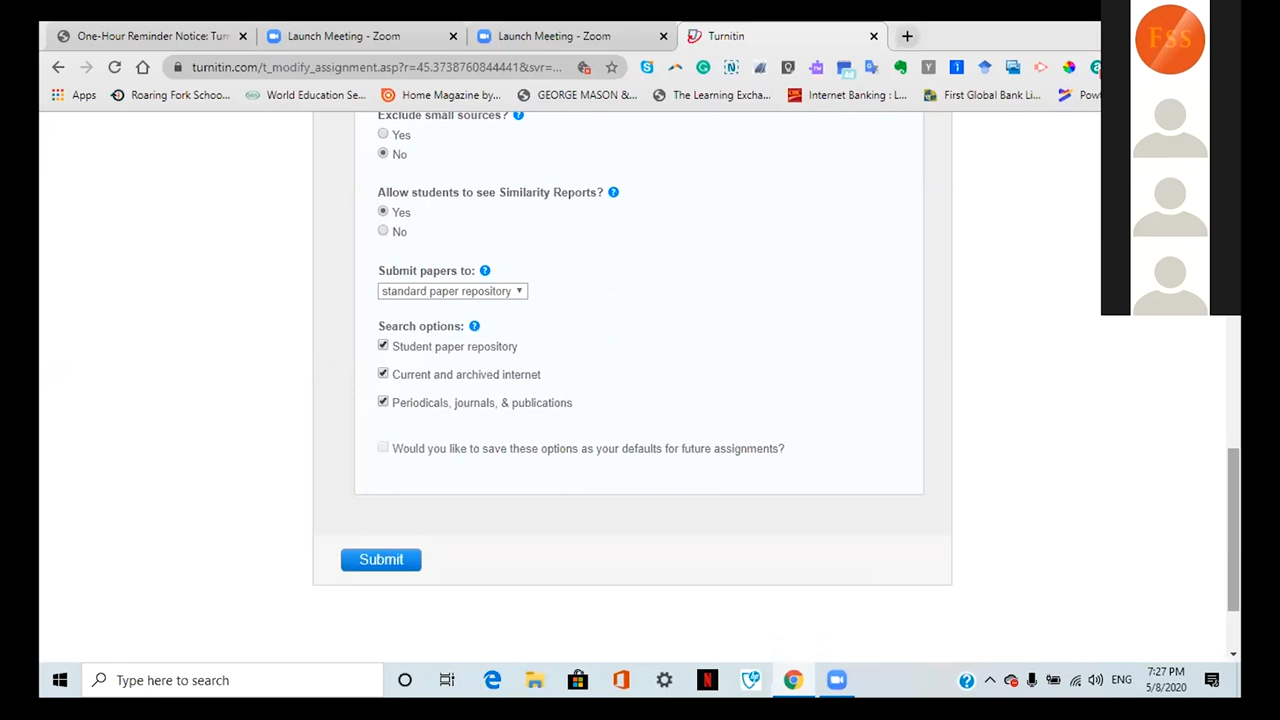 One-Hour Reminder Notice: Turn
Launch Meeting - Zoom
Launch Meeting - Zoom
Turnitin
Fss
turnitin.com/t_modify_assignment.asp?r=45.3738760844441&svr=...
Apps
Roaring Fork Schoo...
World Education Se...
Home Magazine by...
GEORGE MASON &...
The Learning Excha...
Internet Banking : L...
First Global Bank Li...
Powt
Exclude small sources?
Yes
No
Allow students to see Similarity Reports?
Yes
No
Submit papers to:
standard paper repository
Search options:
Student paper repository
Current and archived internet
Periodicals, journals, & publications
Would you like to save these options as your defaults for future assignments?
Submit
Type here to search
ENG
7:27 PM
5/8/2020